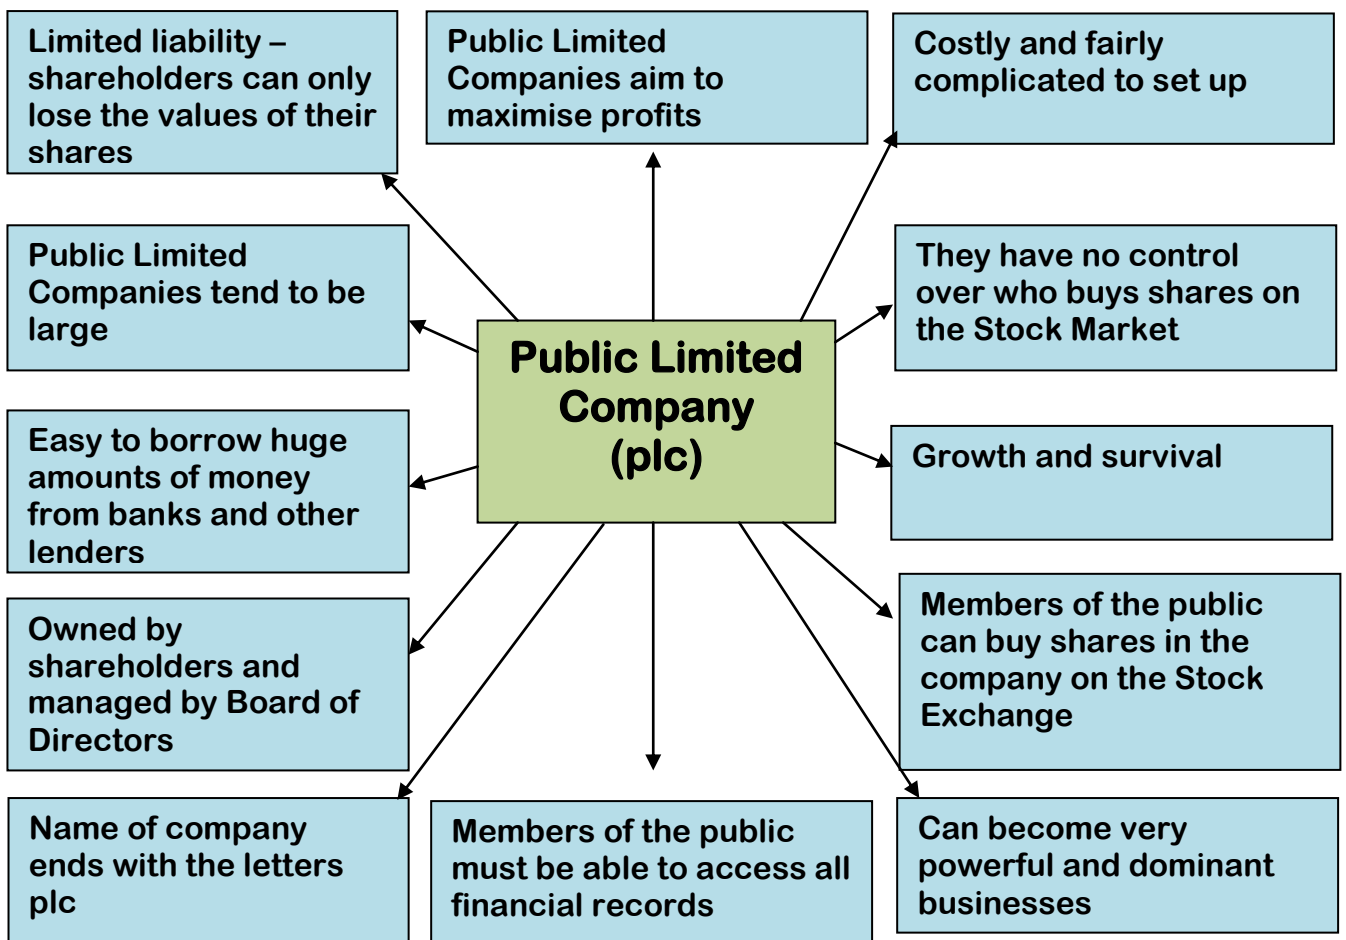 Limited liability –
shareholders can only
lose the values of their
shares
Public Limited
Companies aim to
maximise profits
Costly and fairly
complicated to set up
Public Limited
Companies tend to be
large
They have no control
over who buys shares on
the Stock Market
Public Limited
Company
(plc)
Easy to borrow huge
amounts of money
from banks and other
lenders
Growth and survival
Owned by
shareholders and
managed by Board of
Directors
Members of the public
can buy shares in the
company on the Stock
Exchange
Name of company
ends with the letters
plc
Members of the public
must be able to access all
financial records
Can become very
powerful and dominant
businesses